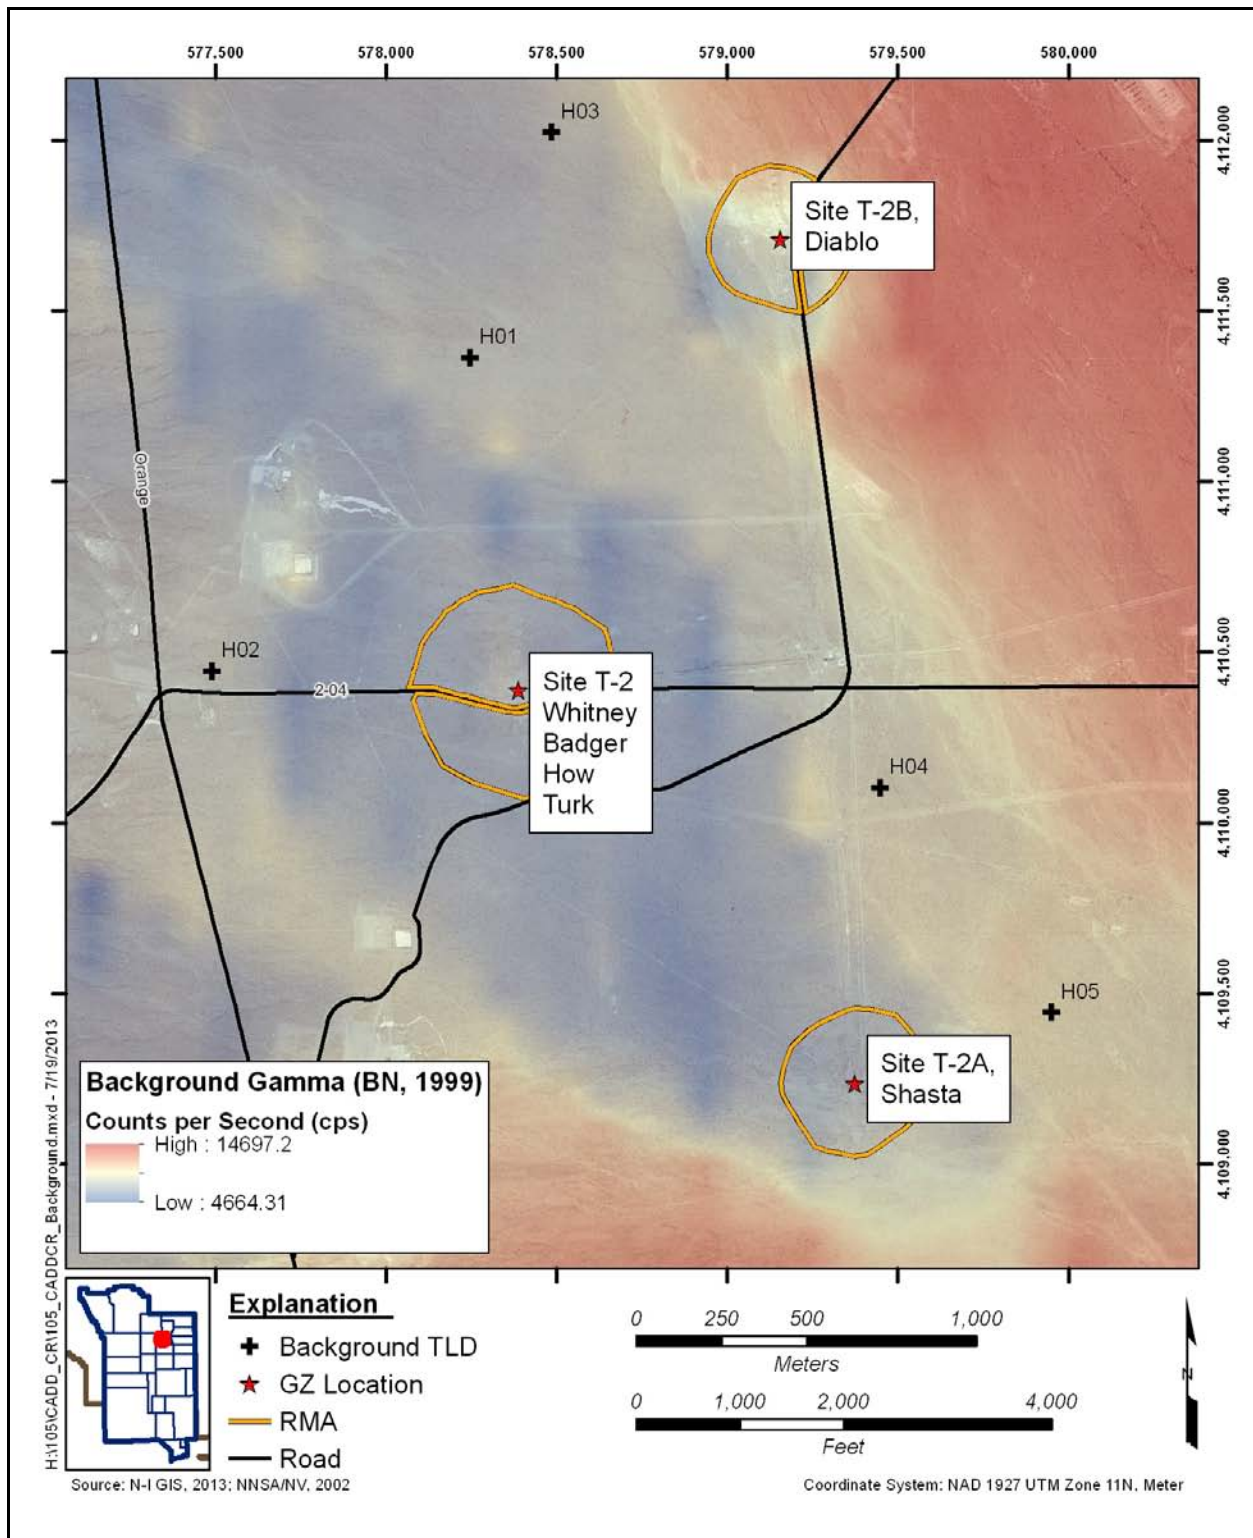 577,500 578,000 578,500 579,000 579,500 580,000
4,112,000
4,111,500
4,111,000
4,110,500
4,110,000
4,109,500
4,109,000
H03
Site T-2B,
Diablo
H01
Orange
H02
2-04
Site T-2
Whitney
Badger
How
Turk
H04
H05
Site T-2A,
Shasta
Background Gamma (BN, 1999)
Counts per Second (cps)
High : 14697.2
Low : 4664.31
H:\105\CADD_CR\105_CADDCR_Background.mxd - 7/19/2013
Explanation
Background TLD
GZ Location
RMA
Road
0 250 500 1,000
Meters
0 1,000 2,000 4,000
Feet
N
Source: N-I GIS, 2013; NNSA/NV, 2002
Coordinate System: NAD 1927 UTM Zone 11N, Meter